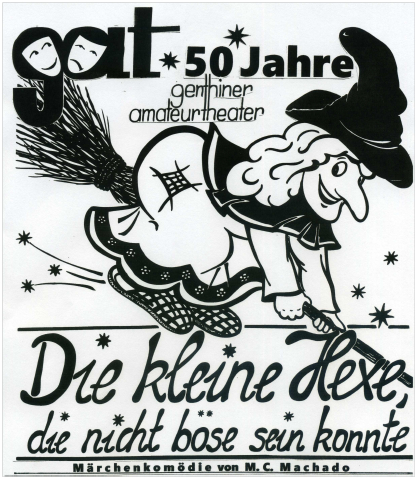 gat 50 Jahre
genthiner
amateurtheater
Die kleine Hexe,
die nicht böse sein konnte
Märchenkomödie von M.C. Machado